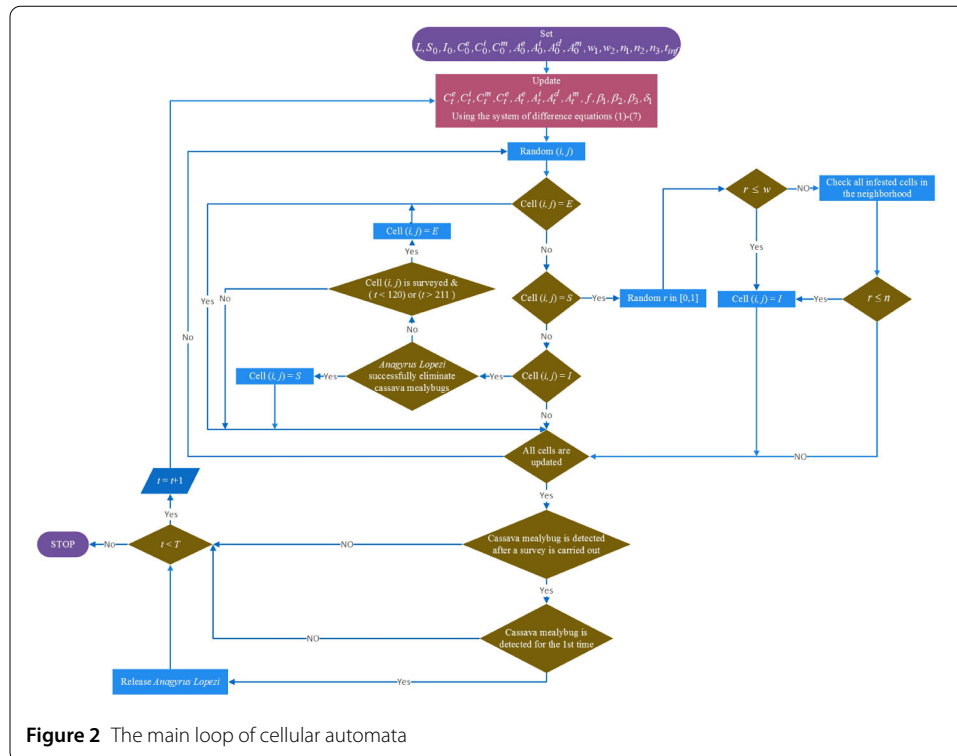 Set
L, S₀, I₀, C₀ᵉ, C₀ⁱ, C₀ᵐ, A₀ᵉ, A₀ⁱ, A₀ᵈ, A₀ᵐ, w₁, w₂, n₁, n₂, n₃, t_inf
Update
Cₜᵉ, Cₜⁱ, Cₜᵐ, Cₜᵉ, Aₜᵉ, Aₜⁱ, Aₜᵈ, Aₜᵐ, f, β₁, β₂, β₃, δ₁
Using the system of difference equations (1)-(7)
Random (i, j)
Cell (i, j) = E
No
Yes
r ≤ w
NO
Check all infested cells in
the neighborhood
Yes
Cell (i, j) = E
Yes
Cell (i, j) is surveyed &
( t < 120) or (t > 211 )
No
No
Cell (i, j) = S
Yes
Random r in [0,1]
Cell (i, j) = I
Yes
r ≤ n
No
No
Anagyrus Lopezi
successfully eliminate
cassava mealybugs
Cell (i, j) = S
Yes
Yes
Cell (i, j) = I
No
All cells are
updated
NO
Yes
t = t+1
Yes
STOP
No
t < T
NO
Cassava mealybug is detected
after a survey is carried out
Yes
NO
Cassava mealybug is
detected for the 1st time
Release Anagyrus Lopezi
Yes
Figure 2 The main loop of cellular automata